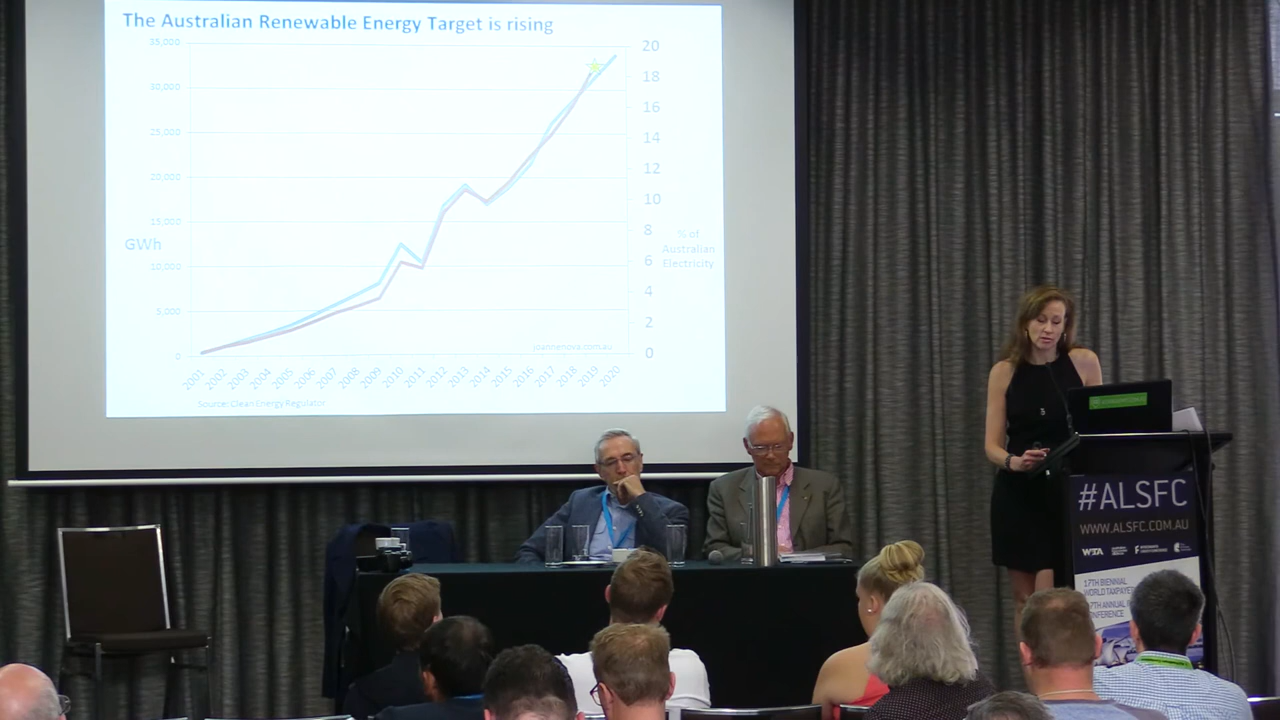 The Australian Renewable Energy Target is rising
35,000
30,000
25,000
20,000
15,000
10,000
5,000
0
GWh
20
18
16
14
12
10
8
6
4
2
0
% of
Australian
Electricity
joannenova.com.au
2001 2002 2003 2004 2005 2006 2007 2008 2009 2010 2011 2012 2013 2014 2015 2016 2017 2018 2019 2020
Source: Clean Energy Regulator
#ALSFC
WWW.ALSFC.COM.AU
WTA
17TH BIENNIAL
WORLD TAXPAYE
17TH ANNUAL
CONFERENCE